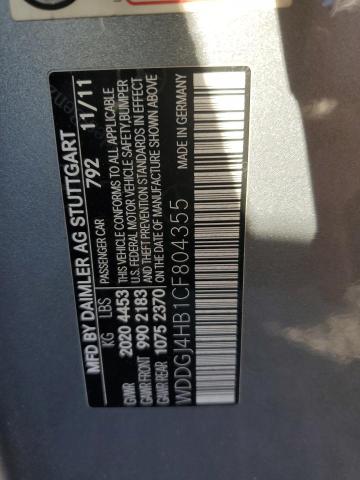 MFD BY DAIMLER AG STUTTGART
PASSENGER CAR 792 11/11
KG LBS
GVWR 2020 4453
GAWR FRONT 990 2183
GAWR REAR 1075 2370
THIS VEHICLE CONFORMS TO ALL APPLICABLE
U.S. FEDERAL MOTOR VEHICLE SAFETY, BUMPER
AND THEFT PREVENTION STANDARDS IN EFFECT
ON THE DATE OF MANUFACTURE SHOWN ABOVE
WDDGJ4HB1CF804355
MADE IN GERMANY